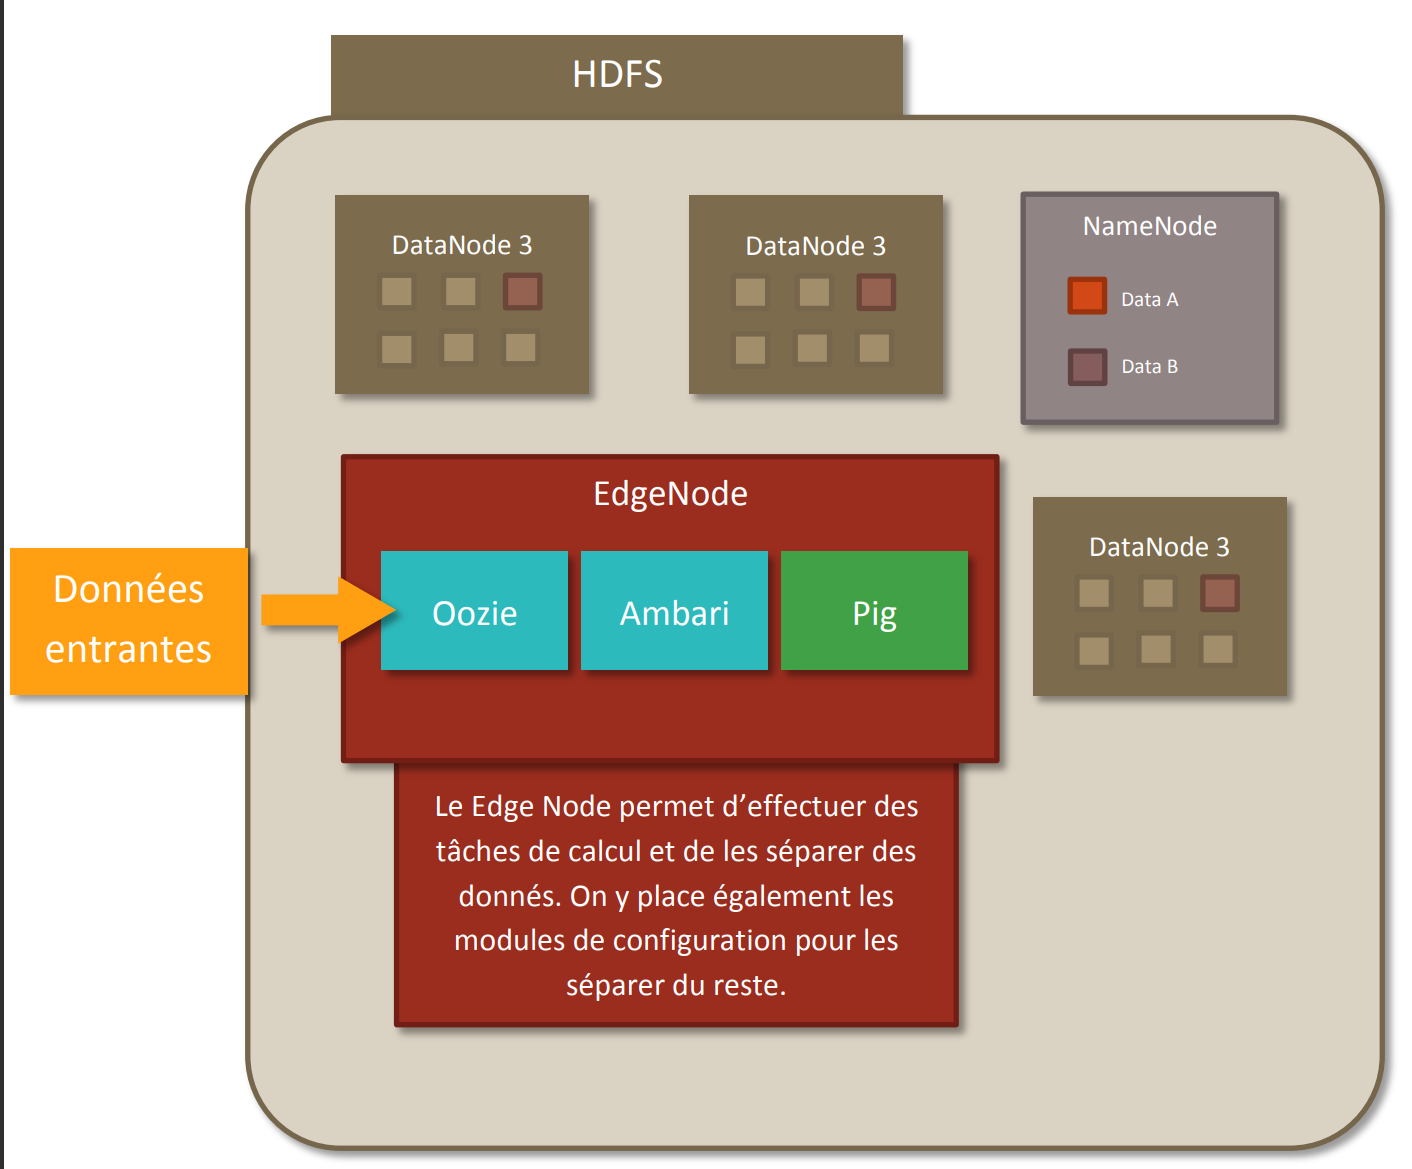 HDFS
DataNode 3
DataNode 3
NameNode
Data A
Data B
EdgeNode
DataNode 3
Données
entrantes
Oozie
Ambari
Pig
Le Edge Node permet d’effectuer des
tâches de calcul et de les séparer des
donnés. On y place également les
modules de configuration pour les
séparer du reste.